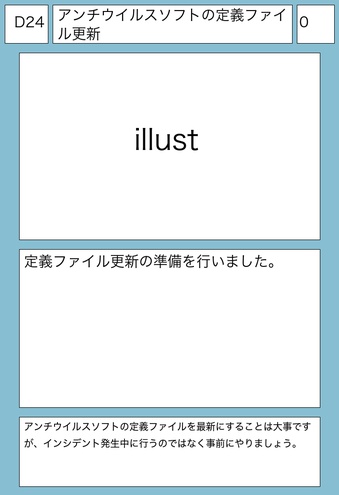 D24
アンチウイルスソフトの定義ファイ
ル更新
0
illust
定義ファイル更新の準備を行いました。
アンチウイルスソフトの定義ファイルを最新にすることは大事です
が、インシデント発生中に行うのではなく事前にやりましょう。